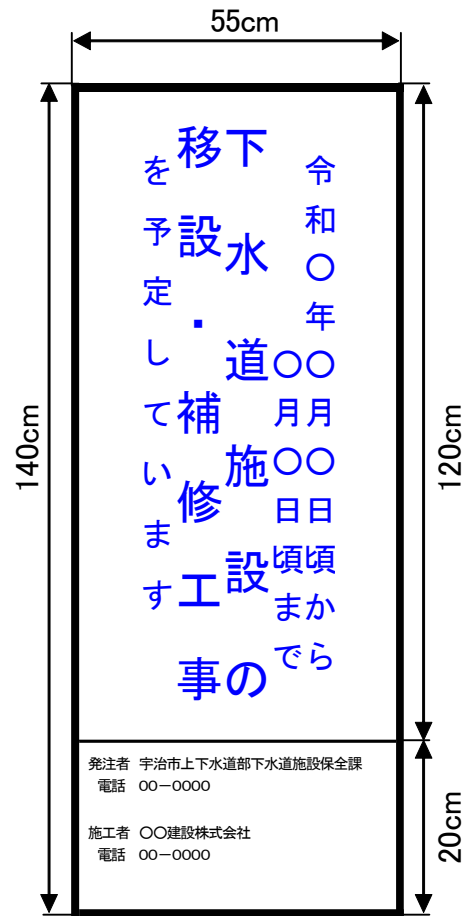 55cm
140cm
120cm
20cm
令和〇年〇月〇日頃から
〇月〇日頃まで
下水道施設の
移設・補修工事
を予定しています
発注者 宇治市上下水道部下水道施設保全課
電話 00－0000
施工者 〇〇建設株式会社
電話 00－0000